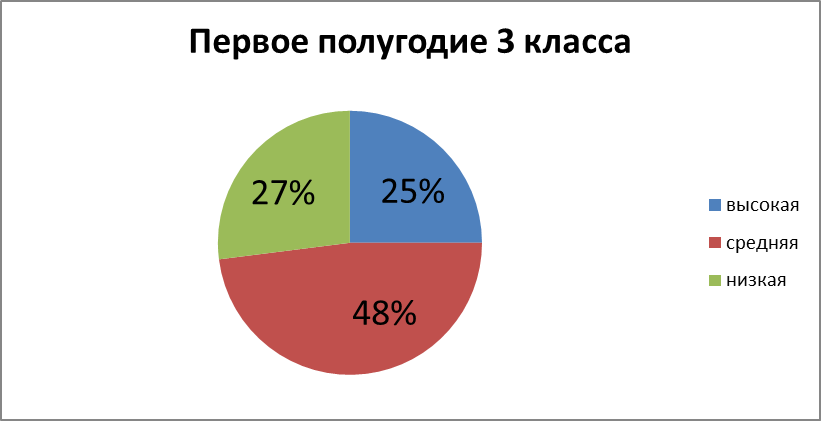 Первое полугодие 3 класса
27%
25%
48%
высокая
средняя
низкая